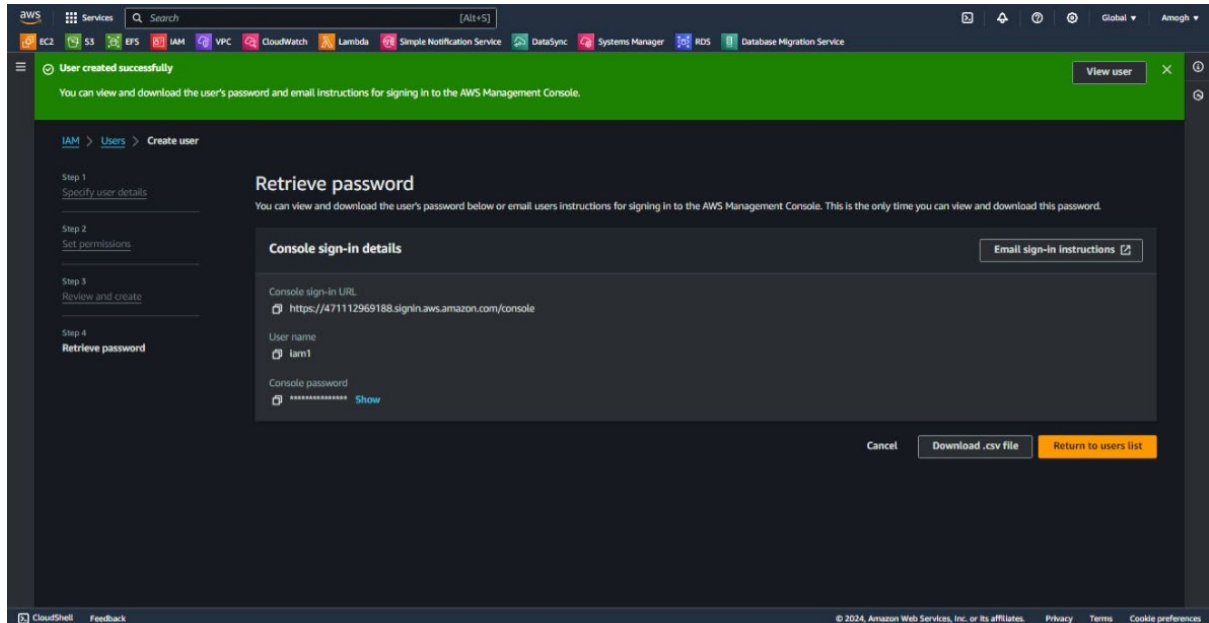 aws Services Search [Alt+S] Global ▼ Amogh ▼
EC2 S3 EFS IAM VPC CloudWatch Lambda Simple Notification Service DataSync Systems Manager RDS Database Migration Service
User created successfully
You can view and download the user's password and email instructions for signing in to the AWS Management Console.
View user
IAM > Users > Create user
Step 1
Specify user details
Step 2
Set permissions
Step 3
Review and create
Step 4
Retrieve password
Retrieve password
You can view and download the user's password below or email users instructions for signing in to the AWS Management Console. This is the only time you can view and download this password.
Console sign-in details
Email sign-in instructions
Console sign-in URL
https://471112969188.signin.aws.amazon.com/console
User name
Console password
*************** Show
Cancel Download .csv file Return to users list
CloudShell Feedback © 2024, Amazon Web Services, Inc. or its affiliates. Privacy Terms Cookie preferences